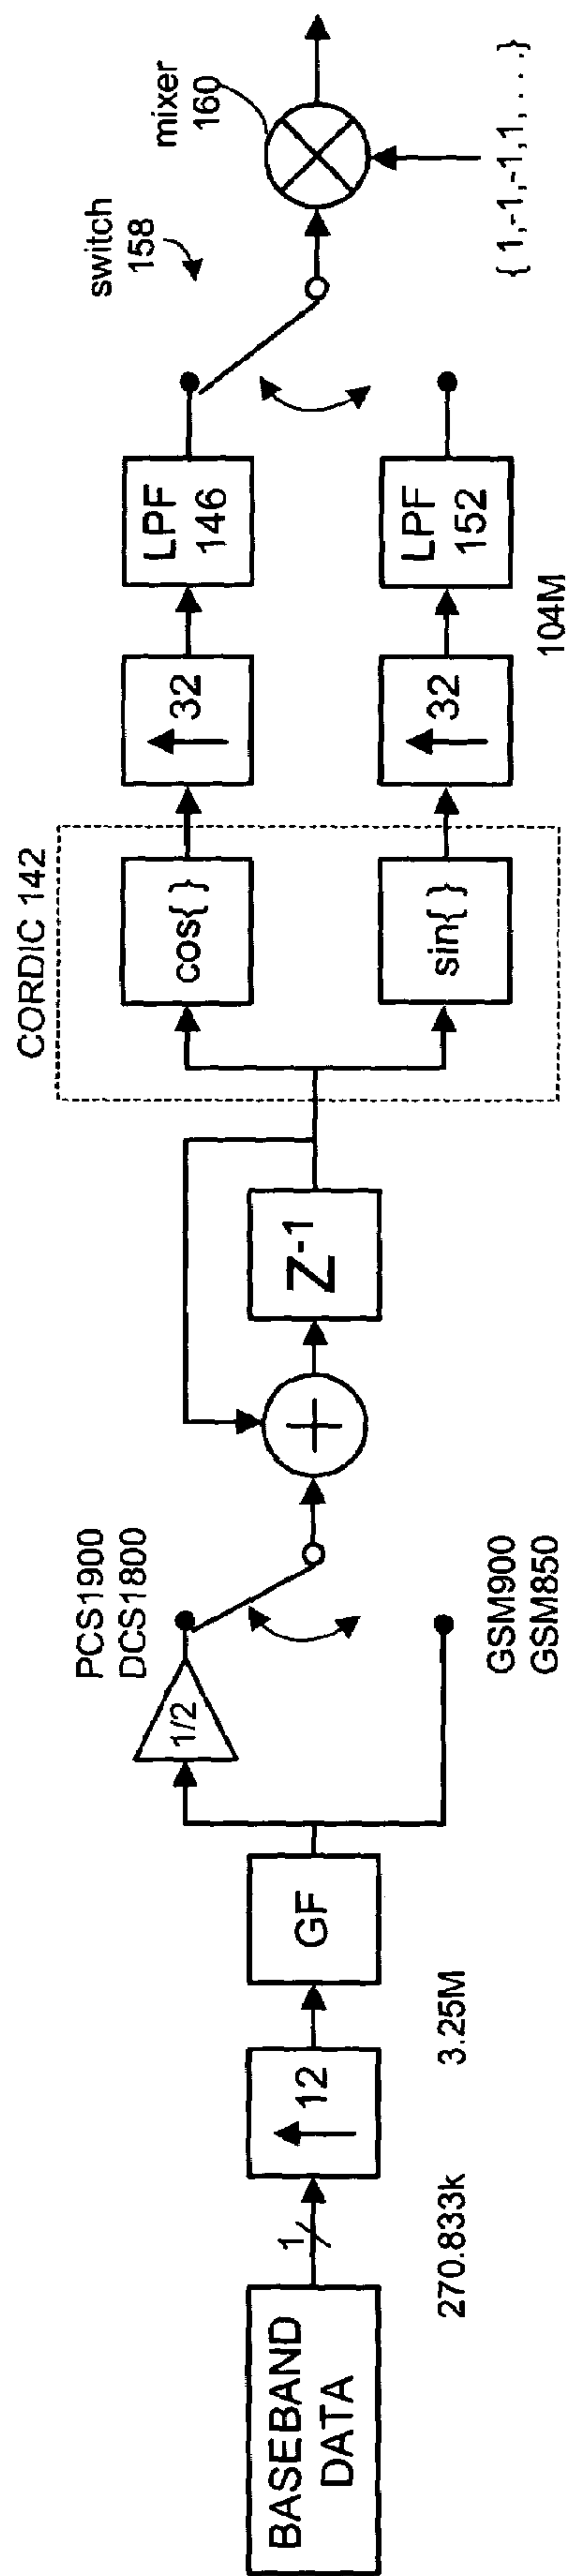 BASEBAND
DATA
1
270.833k
↑ 12
3.25M
GF
1/2
PCS1900
DCS1800
GSM900
GSM850
+
Z-1
CORDIC 142
cos{ }
sin{ }
↑ 32
↑ 32
104M
LPF
146
LPF
152
switch
158
mixer
160
{ 1,-1,-1,1, . . .}